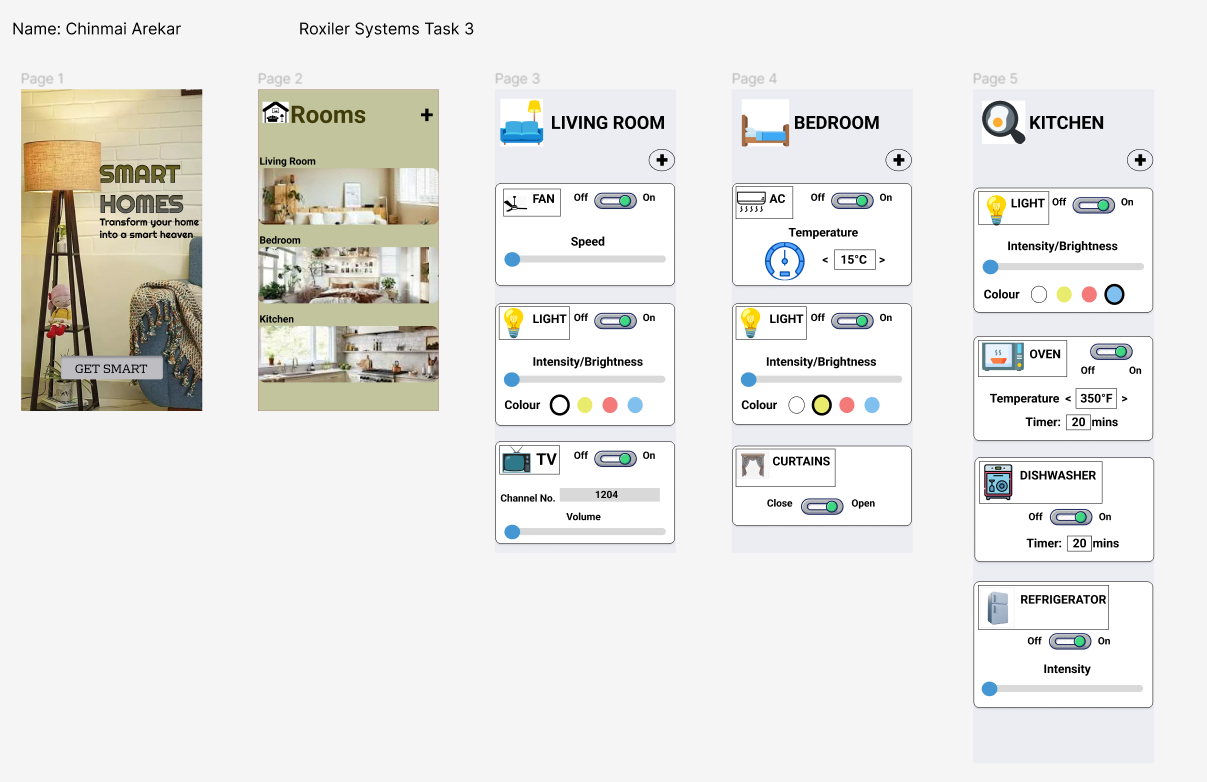 Name: Chinmai Arekar
Roxiler Systems Task 3
Page 1
SMART
HOMES
Transform your home
into a smart heaven
GET SMART
Page 2
Rooms
Living Room
Bedroom
Kitchen
Page 3
LIVING ROOM
FAN
Off On
Speed
LIGHT
Off On
Intensity/Brightness
Colour
TV
Off On
Channel No. 1204
Volume
Page 4
BEDROOM
AC
Off On
Temperature
< 15°C >
LIGHT
Off On
Intensity/Brightness
Colour
CURTAINS
Close Open
Page 5
KITCHEN
LIGHT
Off On
Intensity/Brightness
Colour
OVEN
Off On
Temperature < 350°F >
Timer: 20 mins
DISHWASHER
Off On
Timer: 20 mins
REFRIGERATOR
Off On
Intensity